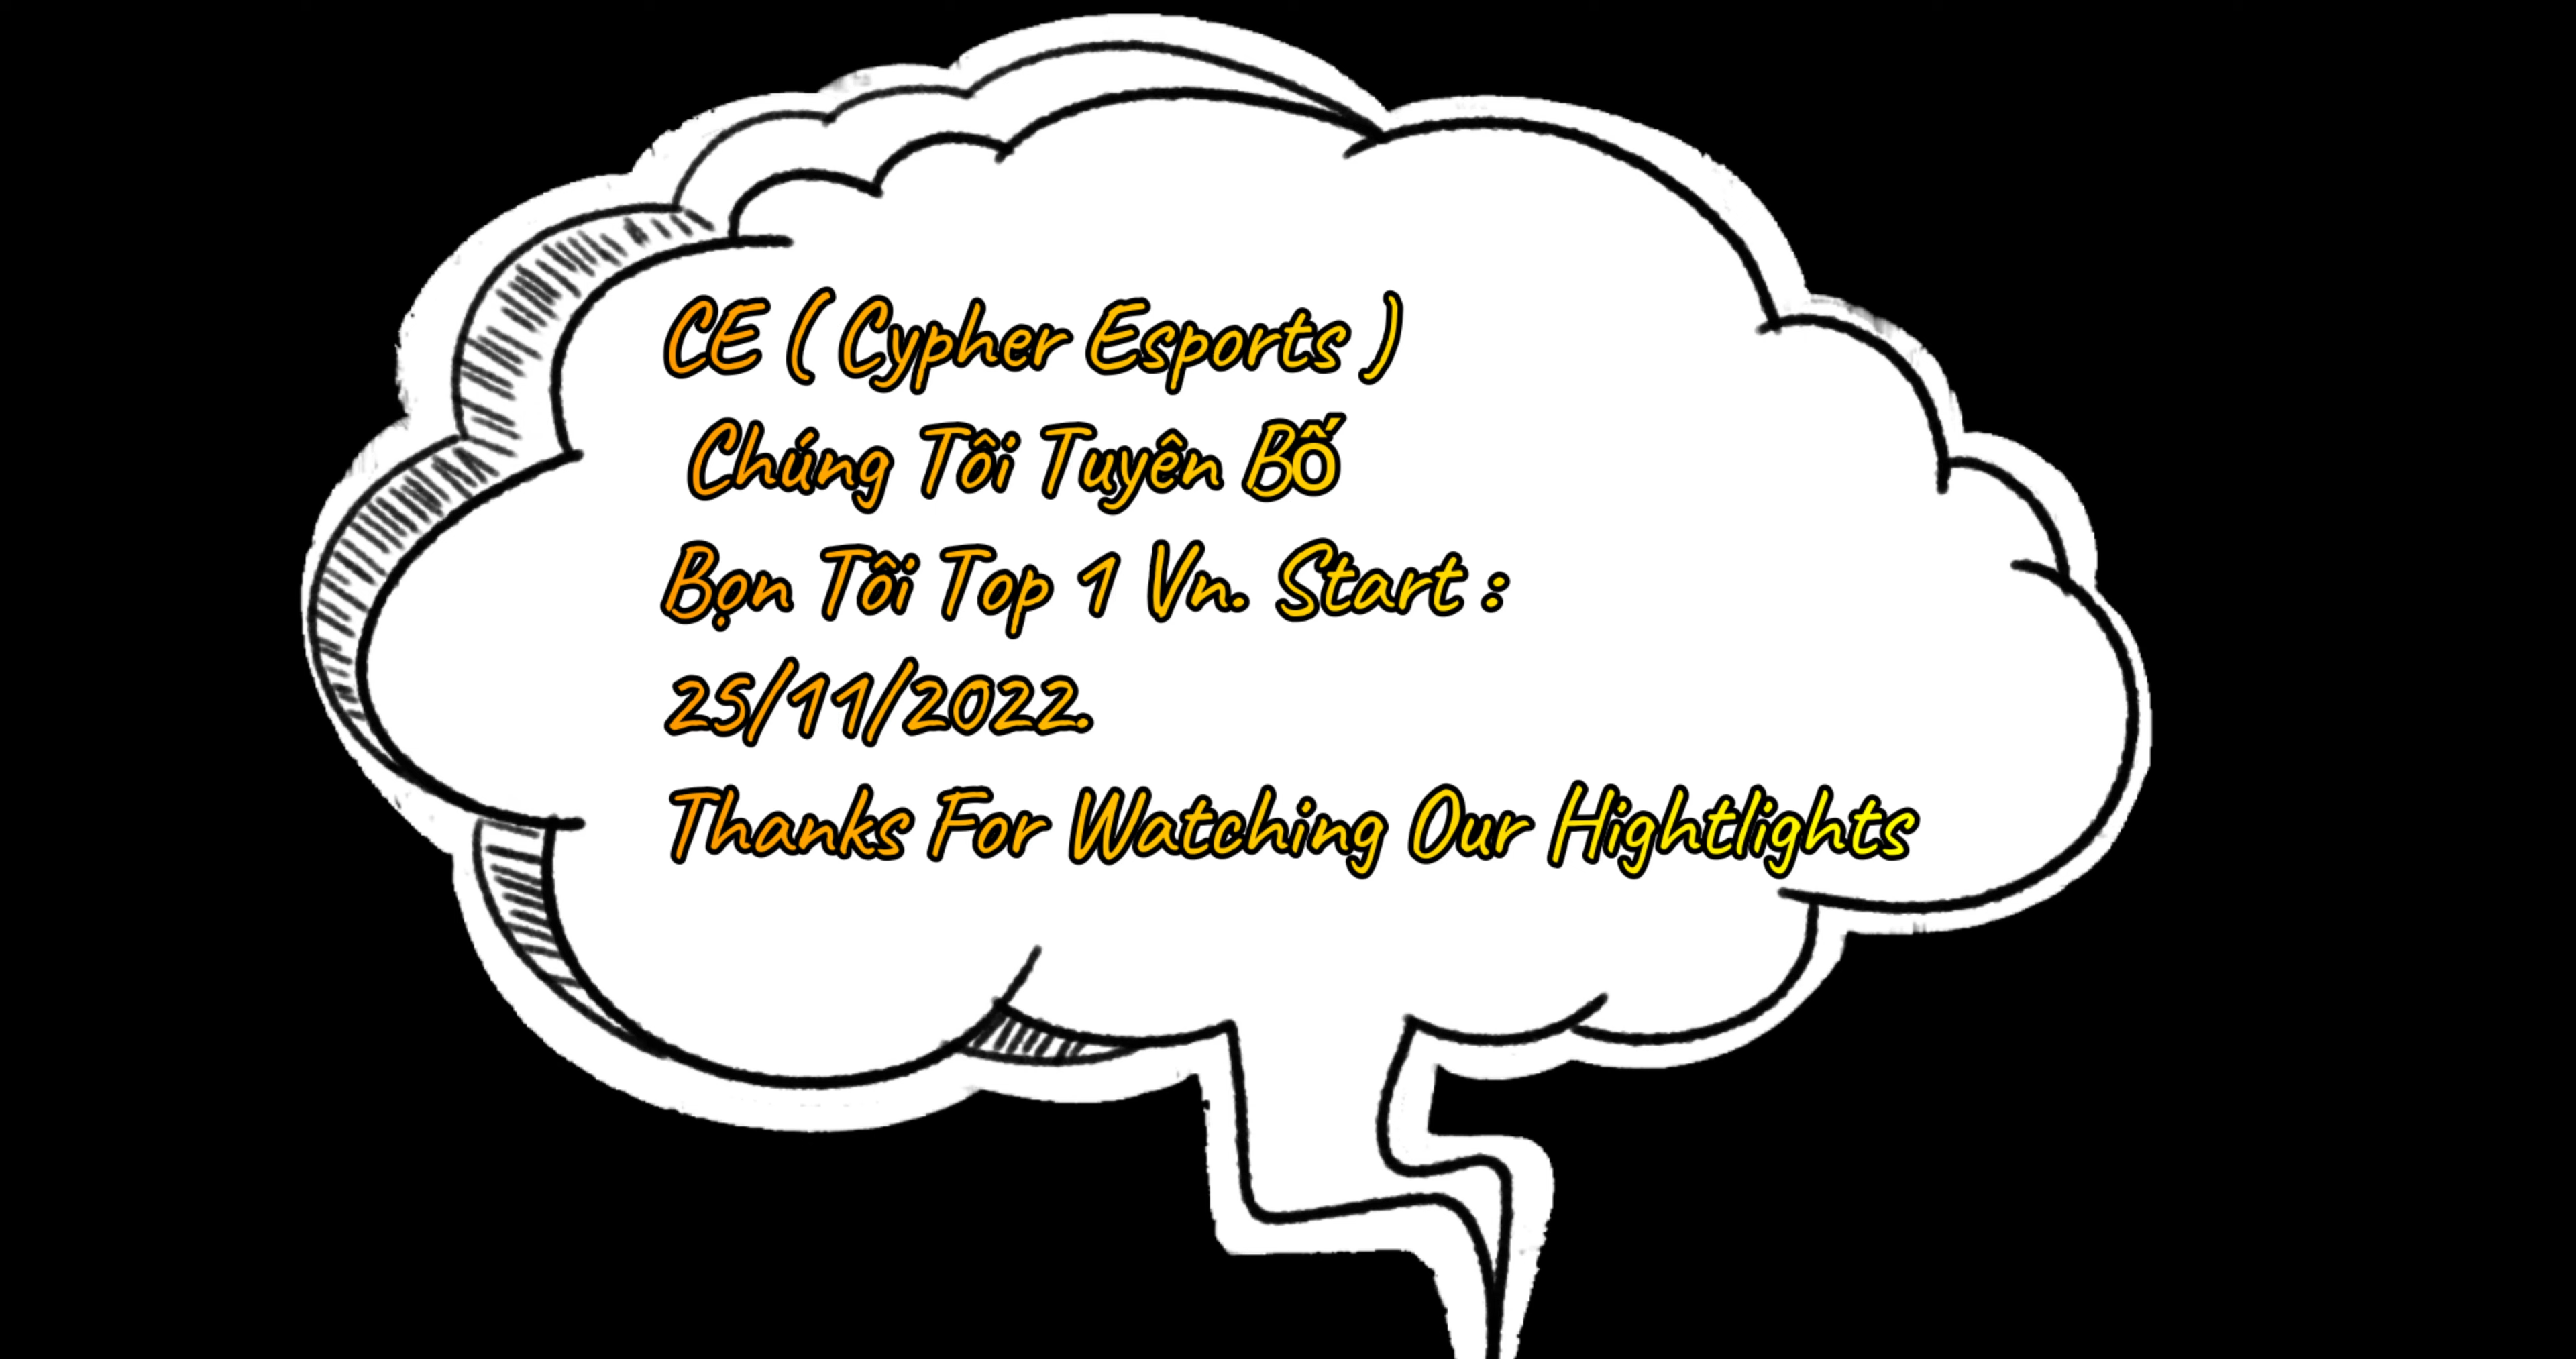 CE ( Cypher Esports )
Chúng Tôi Tuyên Bố
Bọn Tôi Top 1 Vn. Start :
25/11/2022.
Thanks For Watching Our Hightlights